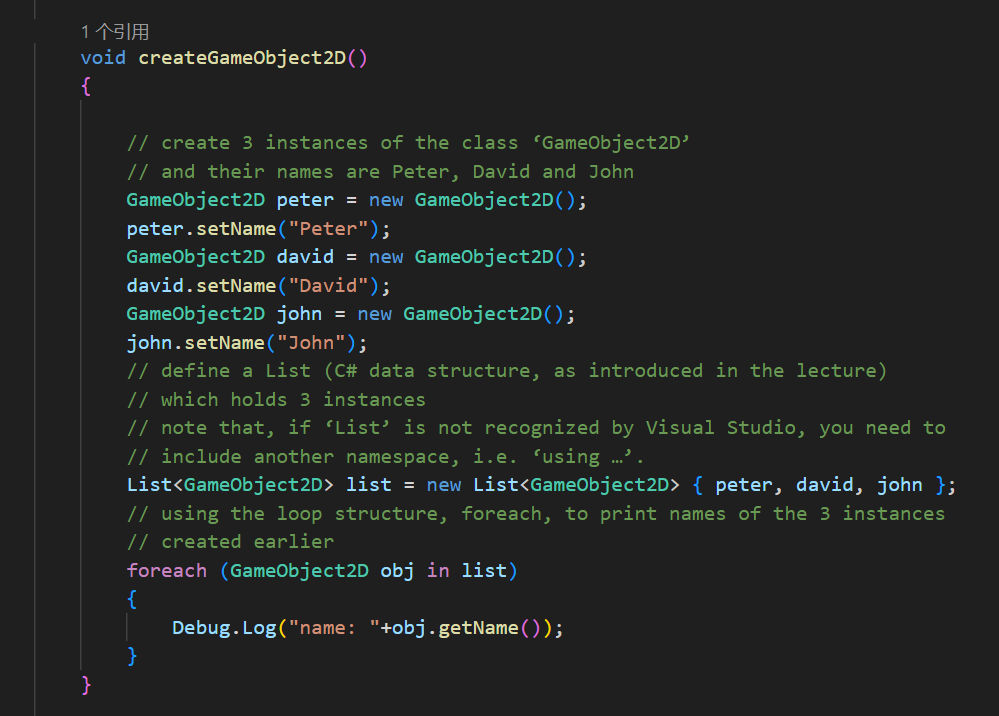 1 个引用
void createGameObject2D()
{
// create 3 instances of the class ‘GameObject2D’
// and their names are Peter, David and John
GameObject2D peter = new GameObject2D();
peter.setName("Peter");
GameObject2D david = new GameObject2D();
david.setName("David");
GameObject2D john = new GameObject2D();
john.setName("John");
// define a List (C# data structure, as introduced in the lecture)
// which holds 3 instances
// note that, if ‘List’ is not recognized by Visual Studio, you need to
// include another namespace, i.e. ‘using …’.
List<GameObject2D> list = new List<GameObject2D> { peter, david, john };
// using the loop structure, foreach, to print names of the 3 instances
// created earlier
foreach (GameObject2D obj in list)
{
Debug.Log("name: "+obj.getName());
}
}